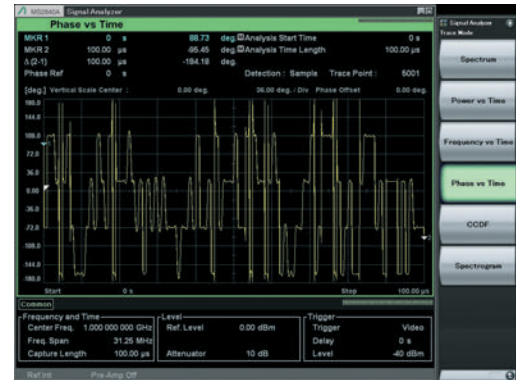 MS2840A Signal Analyzer
Phase vs Time
MKR 1 0 s 88.73 deg. Analysis Start Time 0 s
MKR 2 100.00 µs -95.45 deg. Analysis Time Length 100.00 µs
Δ (2-1) 100.00 µs -184.18 deg.
Phase Ref 0 s Detection : Sample Trace Point : 5001
[deg.] Vertical Scale Center : 0.00 deg. 36.00 deg. / Div Phase Offset 0.00 deg.
180.0
144.0
108.0
72.0
36.0
0.00
-36.0
-72.0
-108.0
-144.0
-180.0
Start 0 s Stop 100.00 µs
Common
Frequency and Time
Center Freq. 1.000 000 000 GHz
Freq. Span 31.25 MHz
Capture Length 100.00 µs
Level
Ref. Level 0.00 dBm
Attenuator 10 dB
Trigger
Trigger Video
Delay 0 s
Level -40 dBm
Ref.Int Pre-Amp Off
Signal Analyzer
Trace Mode
Spectrum
Power vs Time
Frequency vs Time
Phase vs Time
CCDF
Spectrogram